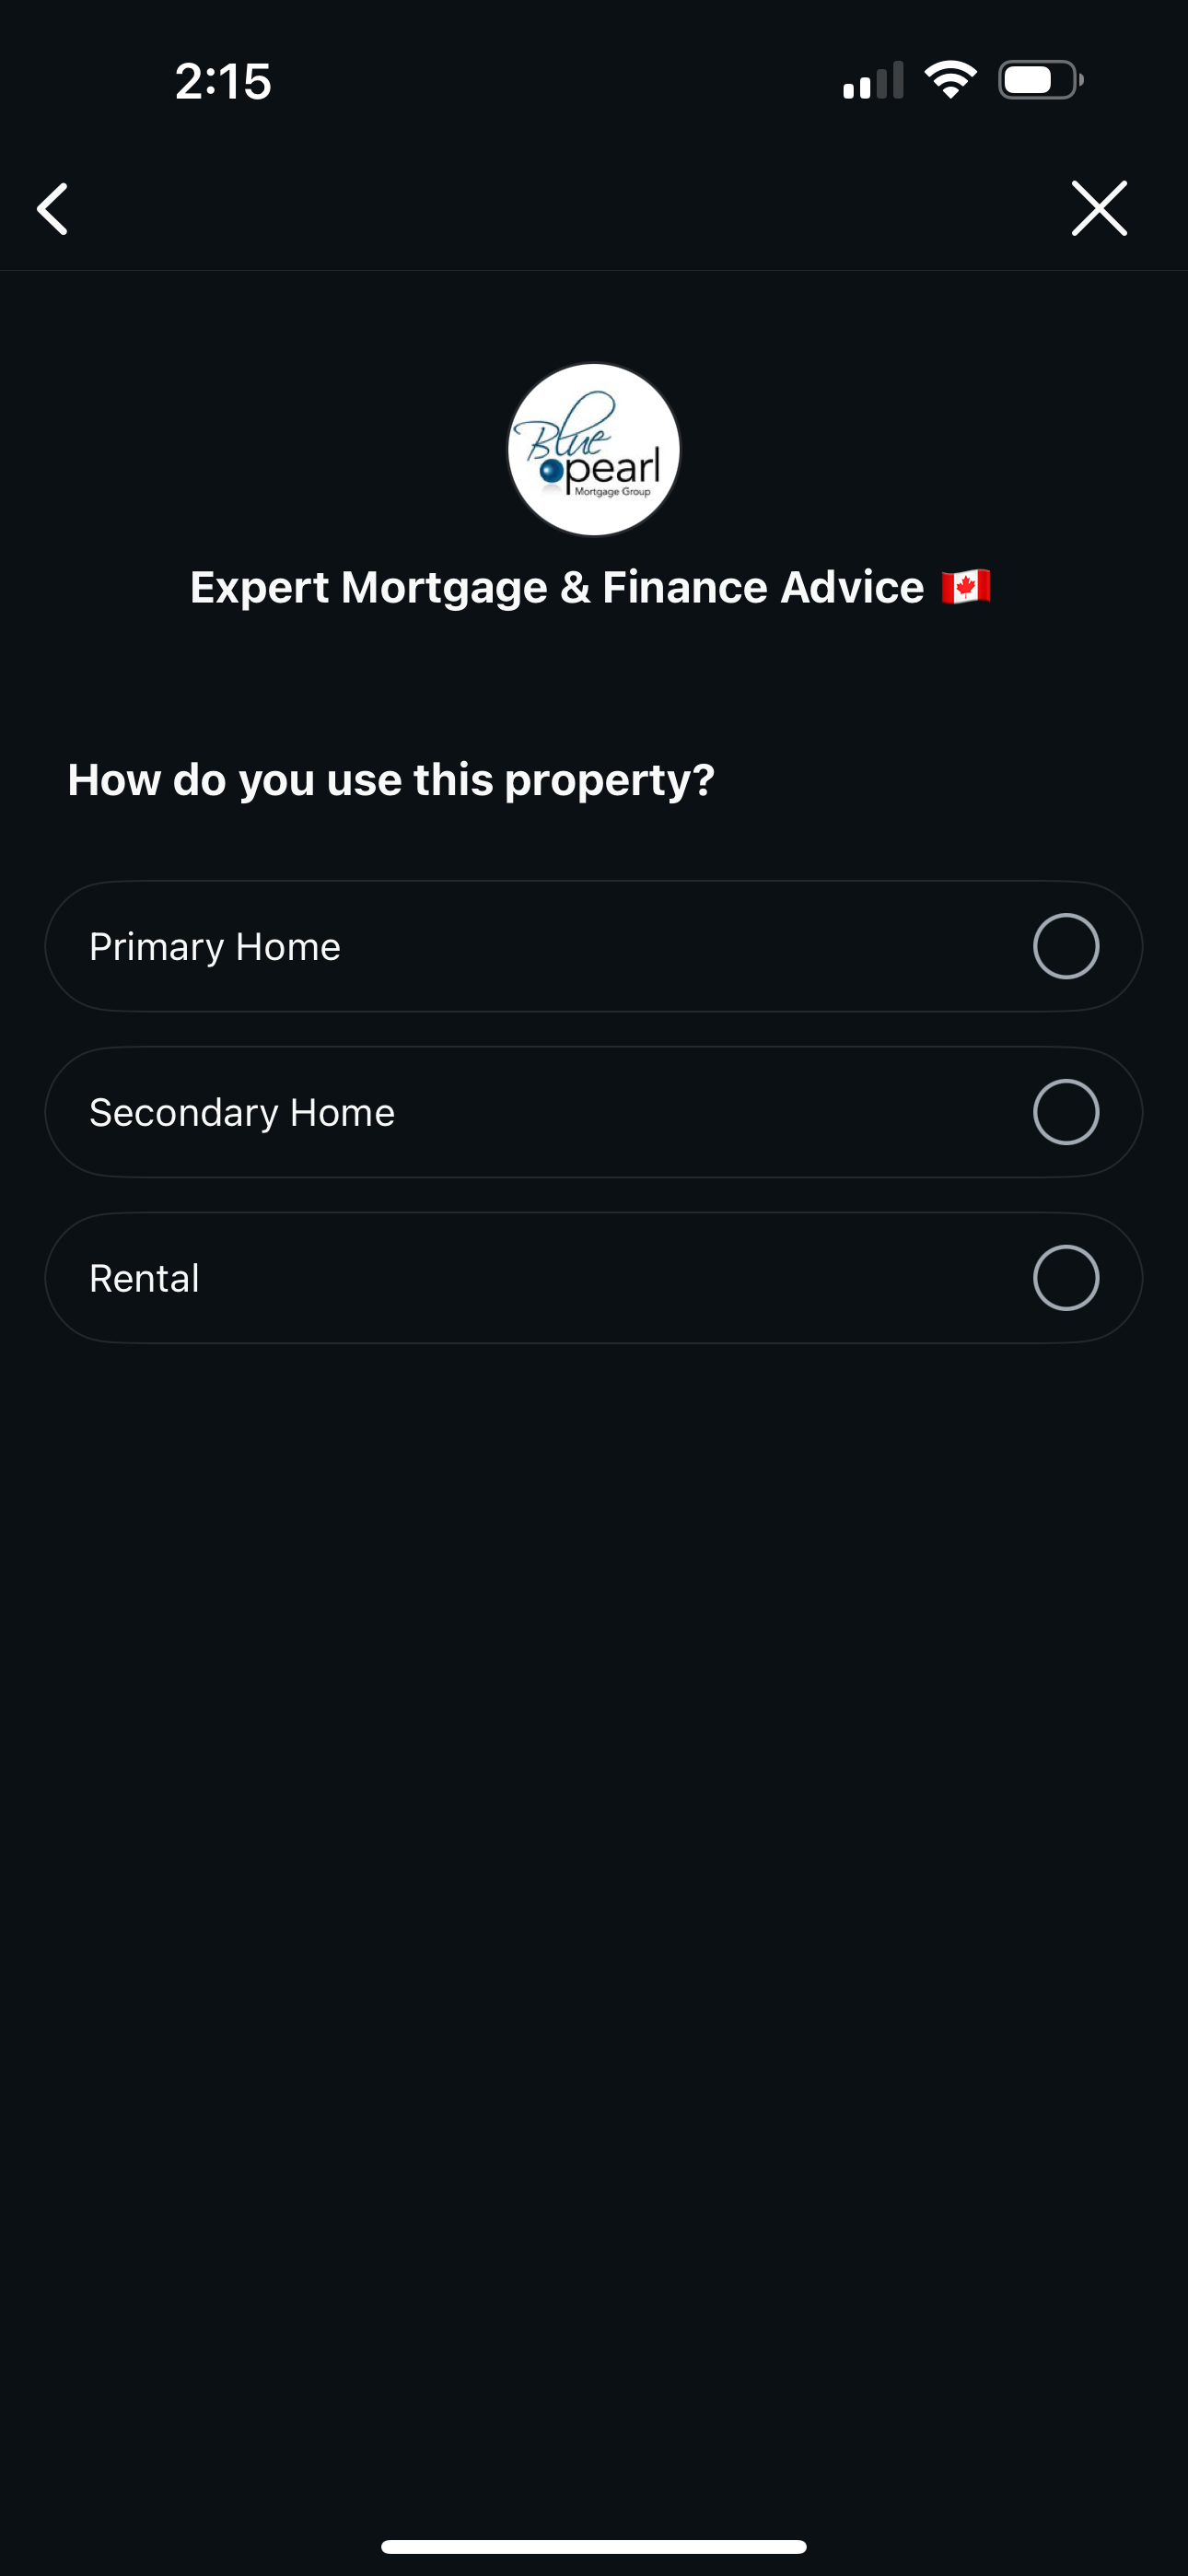 2:15
Blue
pearl
Mortgage Group
Expert Mortgage & Finance Advice 🇨🇦
How do you use this property?
Primary Home
Secondary Home
Rental